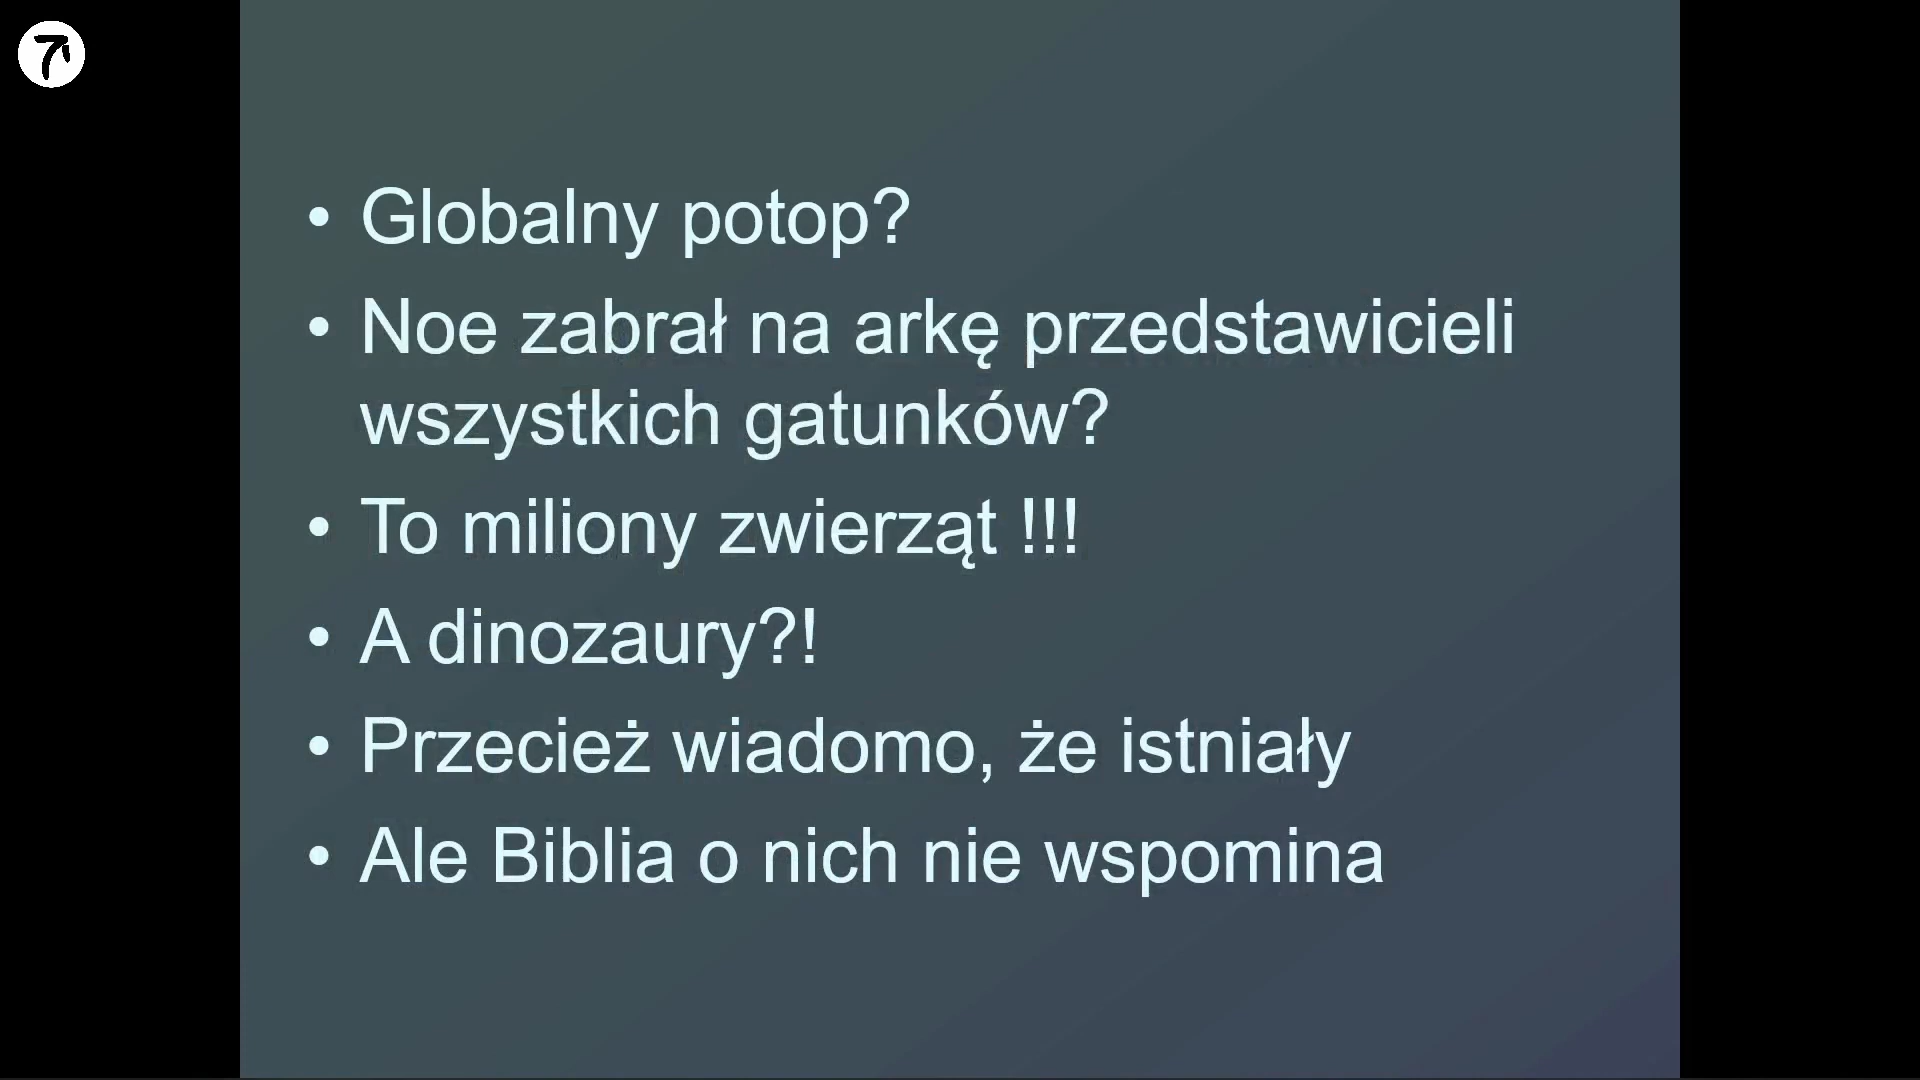 • Globalny potop?
• Noe zabrał na arkę przedstawicieli
wszystkich gatunków?
• To miliony zwierząt !!!
• A dinozaury?!
• Przecież wiadomo, że istniały
• Ale Biblia o nich nie wspomina